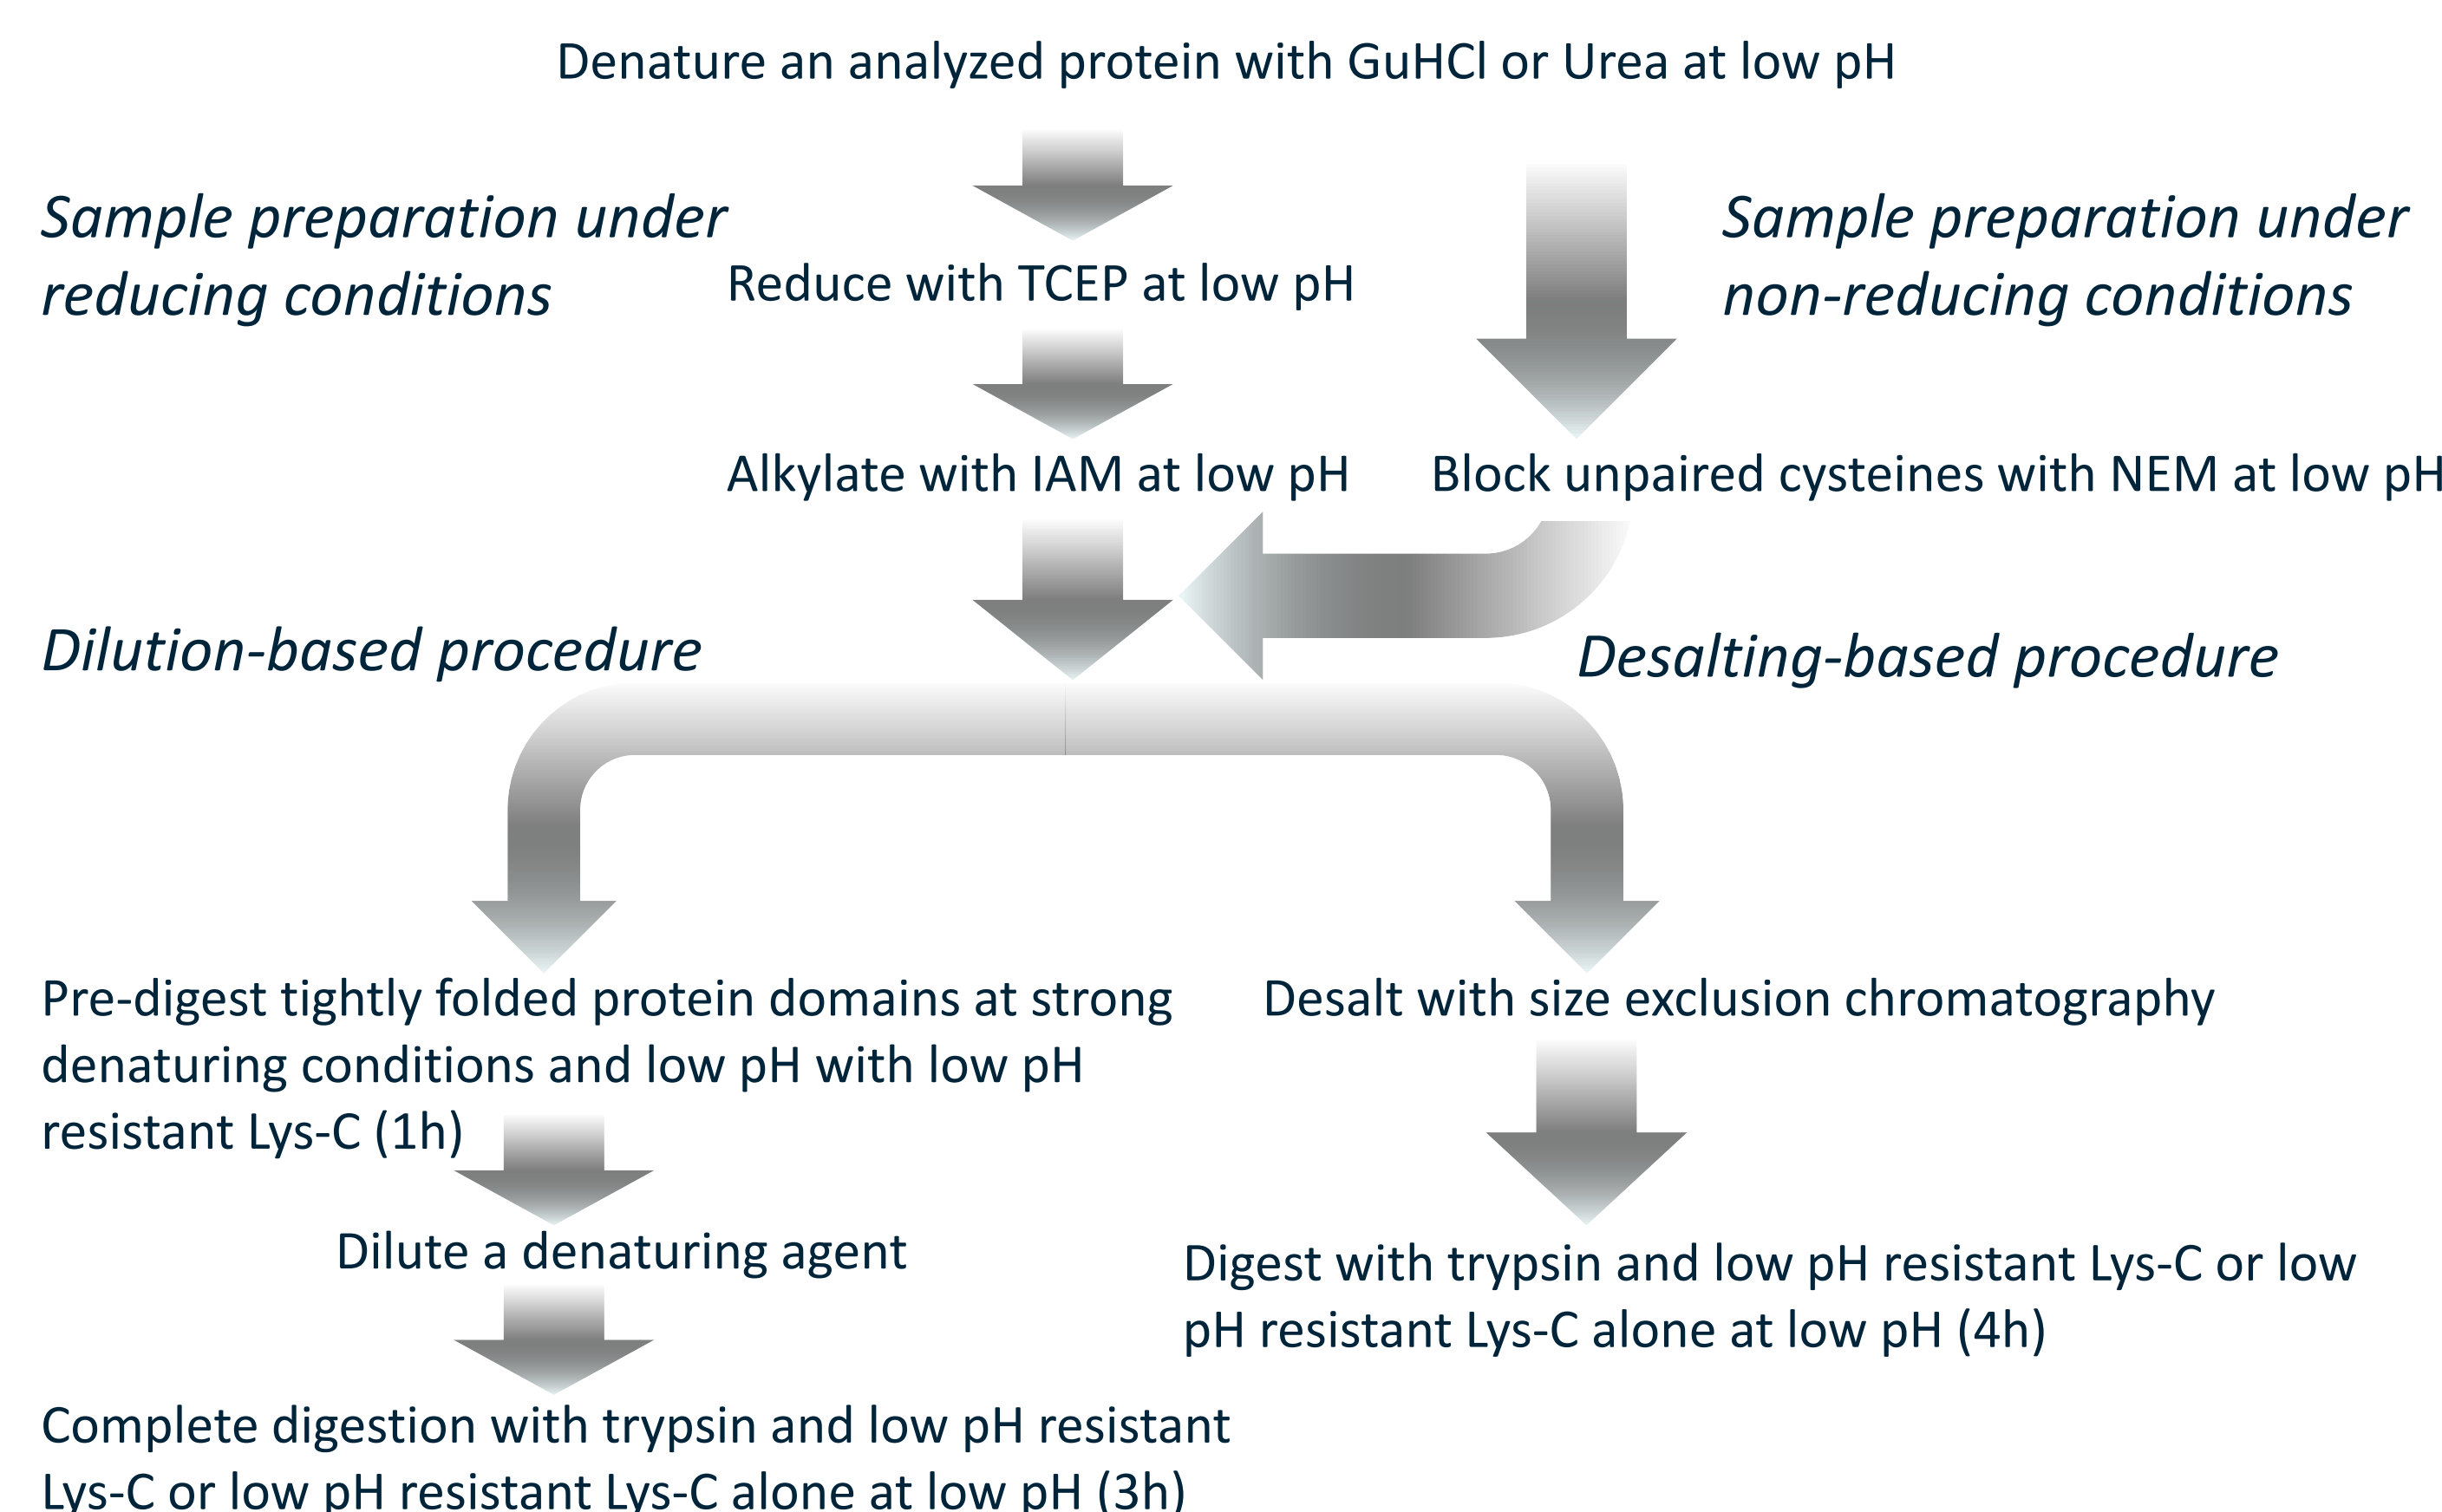 Denature an analyzed protein with GuHCl or Urea at low pH
Sample preparation under
reducing conditions
Reduce with TCEP at low pH
Sample preparation under
non-reducing conditions
Alkylate with IAM at low pH
Block unpaired cysteines with NEM at low pH
Dilution-based procedure
Desalting-based procedure
Pre-digest tightly folded protein domains at strong
denaturing conditions and low pH with low pH
resistant Lys-C (1h)
Dilute a denaturing agent
Complete digestion with trypsin and low pH resistant
Lys-C or low pH resistant Lys-C alone at low pH (3h)
Desalt with size exclusion chromatography
Digest with trypsin and low pH resistant Lys-C or low
pH resistant Lys-C alone at low pH (4h)